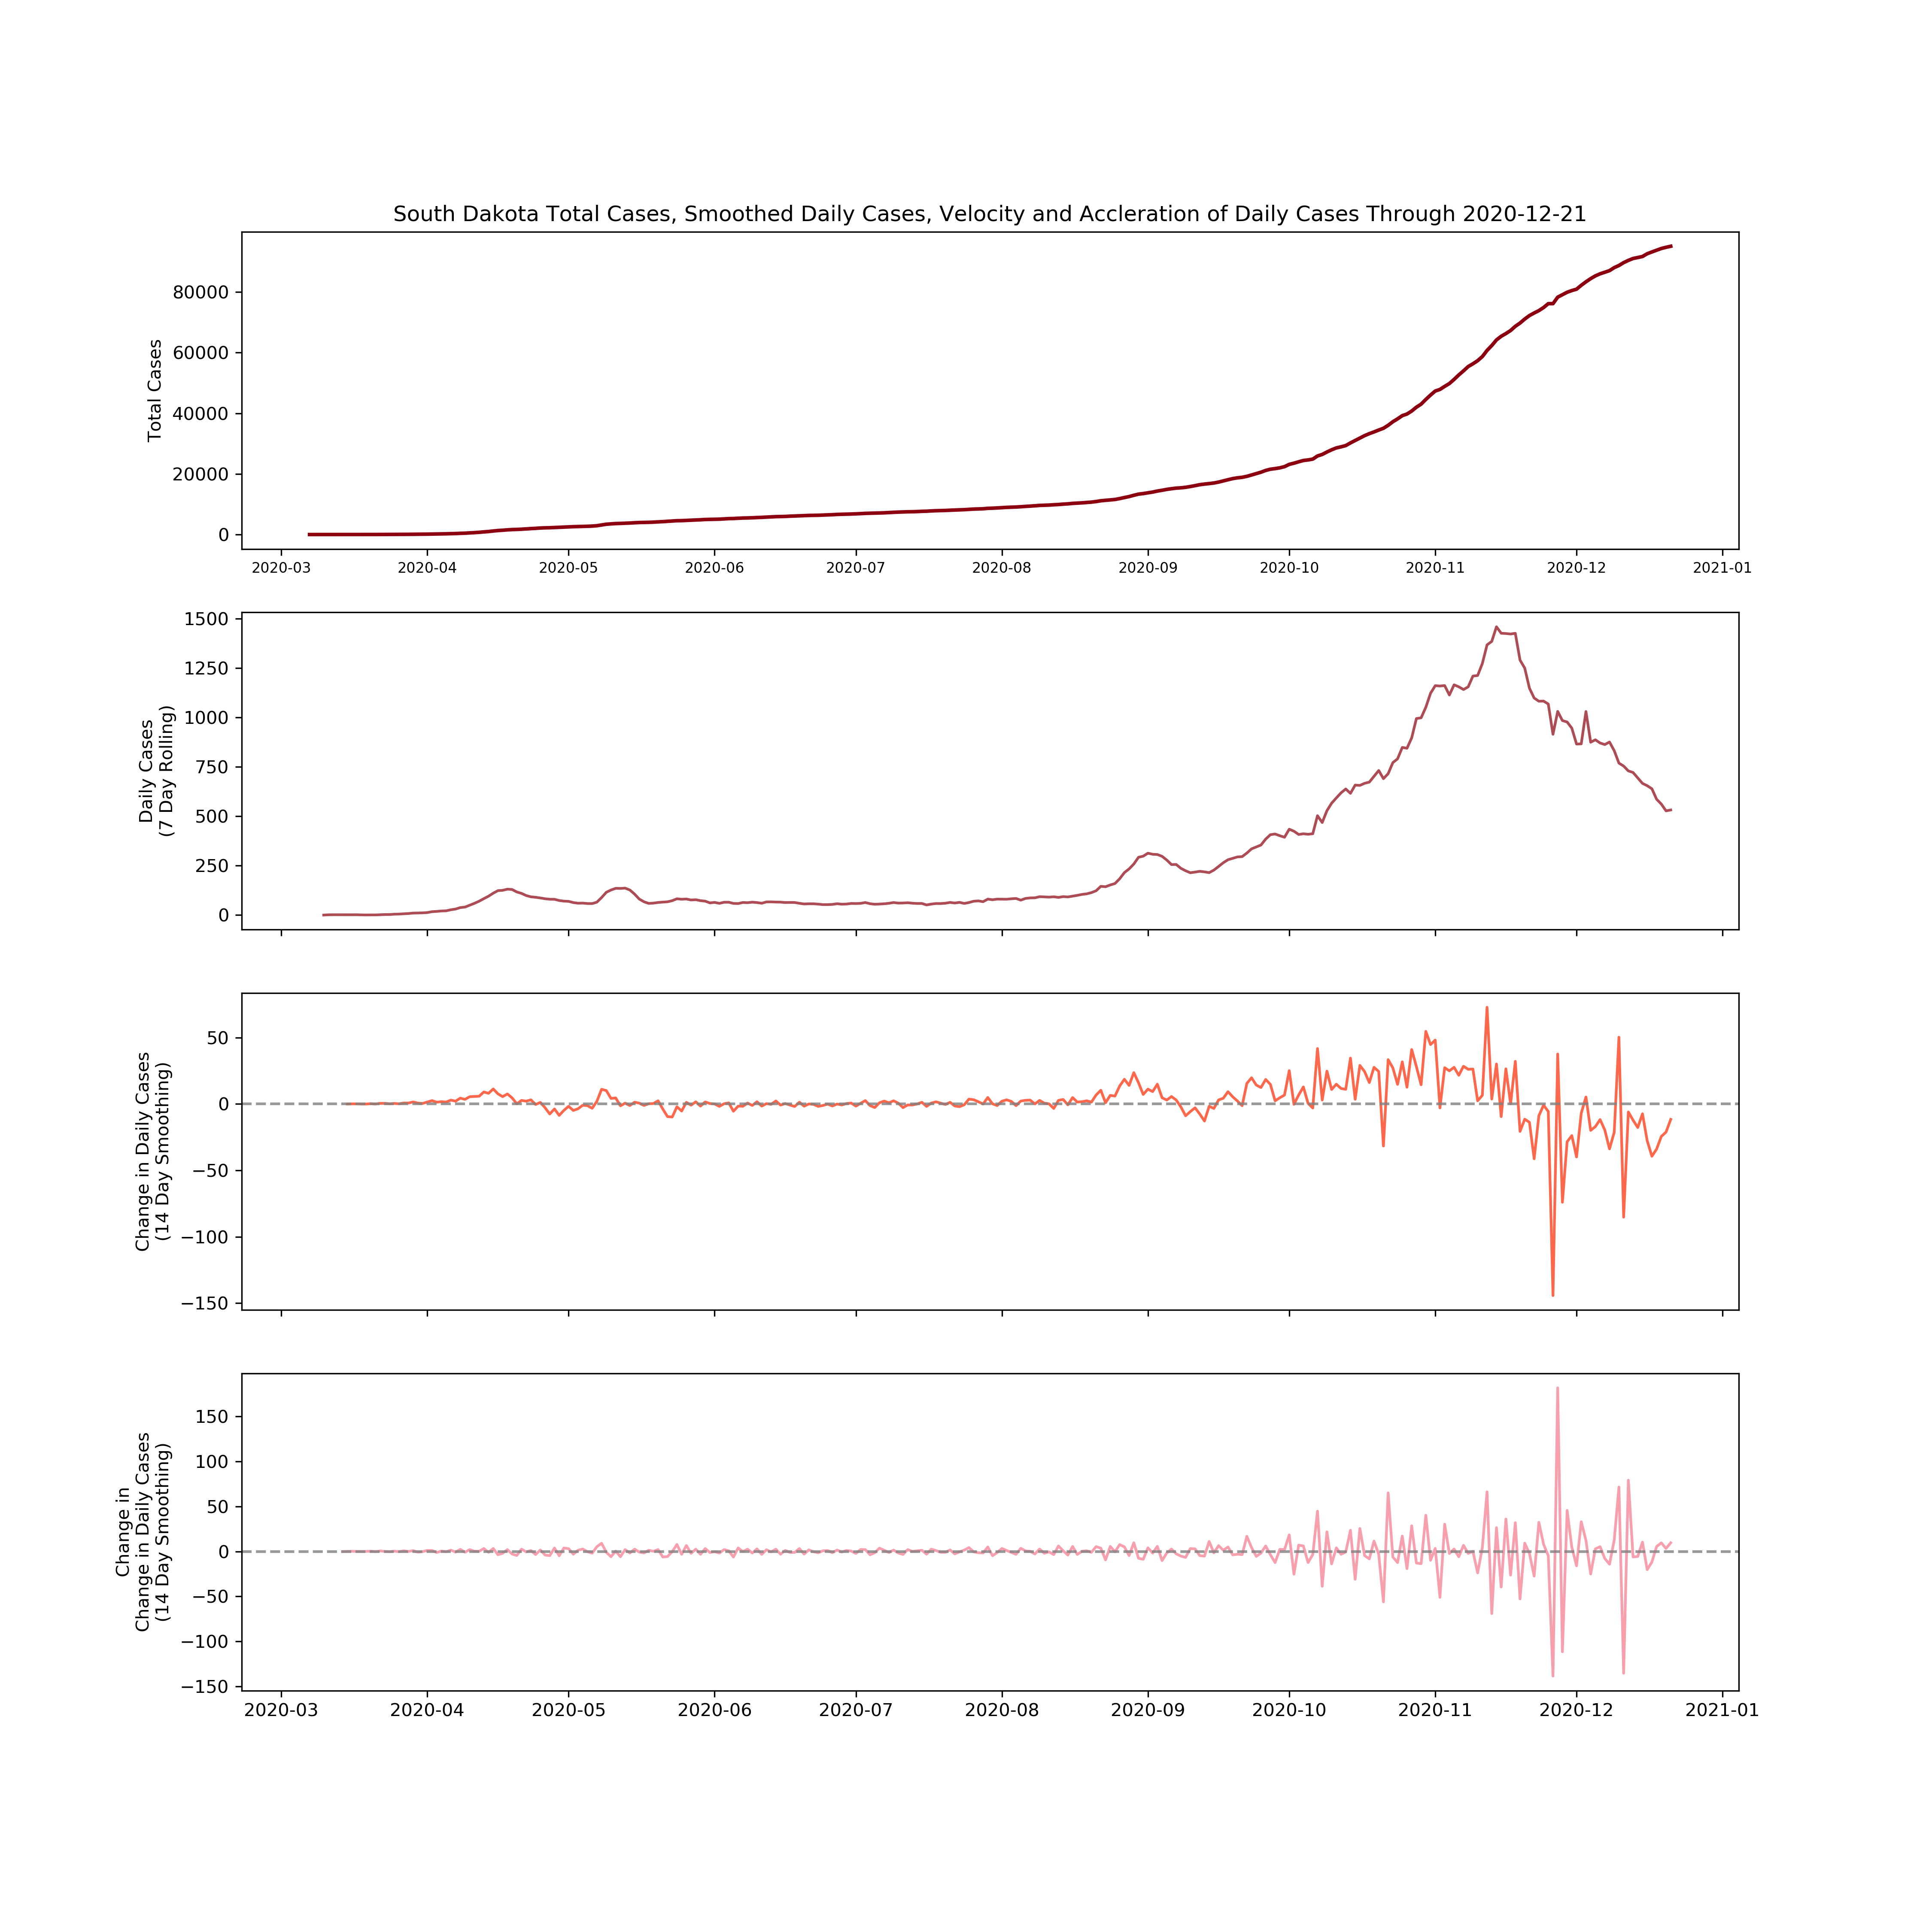 South Dakota Total Cases, Smoothed Daily Cases, Velocity and Accleration of Daily Cases Through 2020-12-21
Total Cases
80000
60000
40000
20000
0
2020-03 2020-04 2020-05 2020-06 2020-07 2020-08 2020-09 2020-10 2020-11 2020-12 2021-01
Daily Cases
(7 Day Rolling)
1500
1250
1000
750
500
250
0
Change in Daily Cases
(14 Day Smoothing)
50
0
−50
−100
−150
Change in
Change in Daily Cases
(14 Day Smoothing)
150
100
50
0
−50
−100
−150
2020-03 2020-04 2020-05 2020-06 2020-07 2020-08 2020-09 2020-10 2020-11 2020-12 2021-01